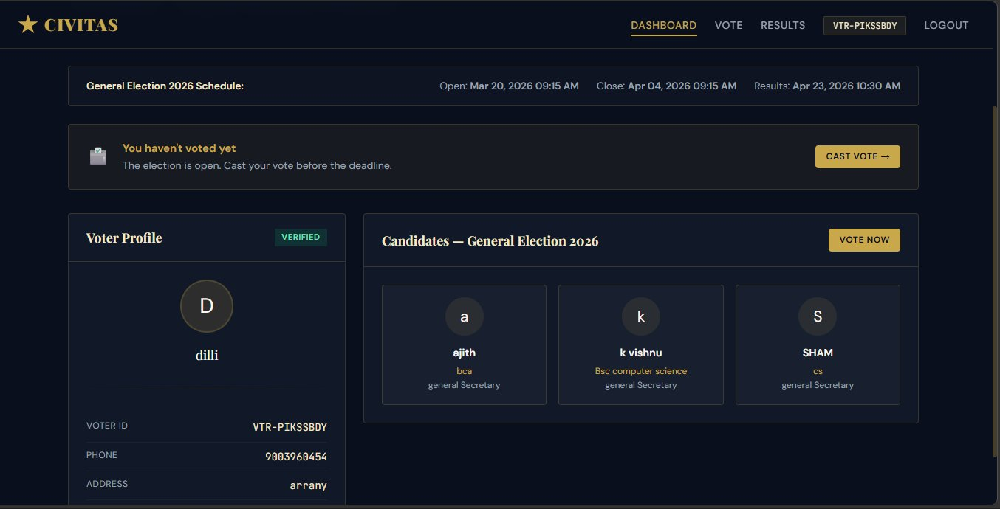 ★ CIVITAS
DASHBOARD VOTE RESULTS VTR-PIKSSBDY LOGOUT
General Election 2026 Schedule: Open: Mar 20, 2026 09:15 AM Close: Apr 04, 2026 09:15 AM Results: Apr 23, 2026 10:30 AM
You haven't voted yet
The election is open. Cast your vote before the deadline.
CAST VOTE →
Voter Profile VERIFIED
D
dilli
VOTER ID VTR-PIKSSBDY
PHONE 9003960454
ADDRESS arrany
Candidates — General Election 2026 VOTE NOW
a
ajith
bca
general Secretary
k
k vishnu
Bsc computer science
general Secretary
S
SHAM
cs
general Secretary